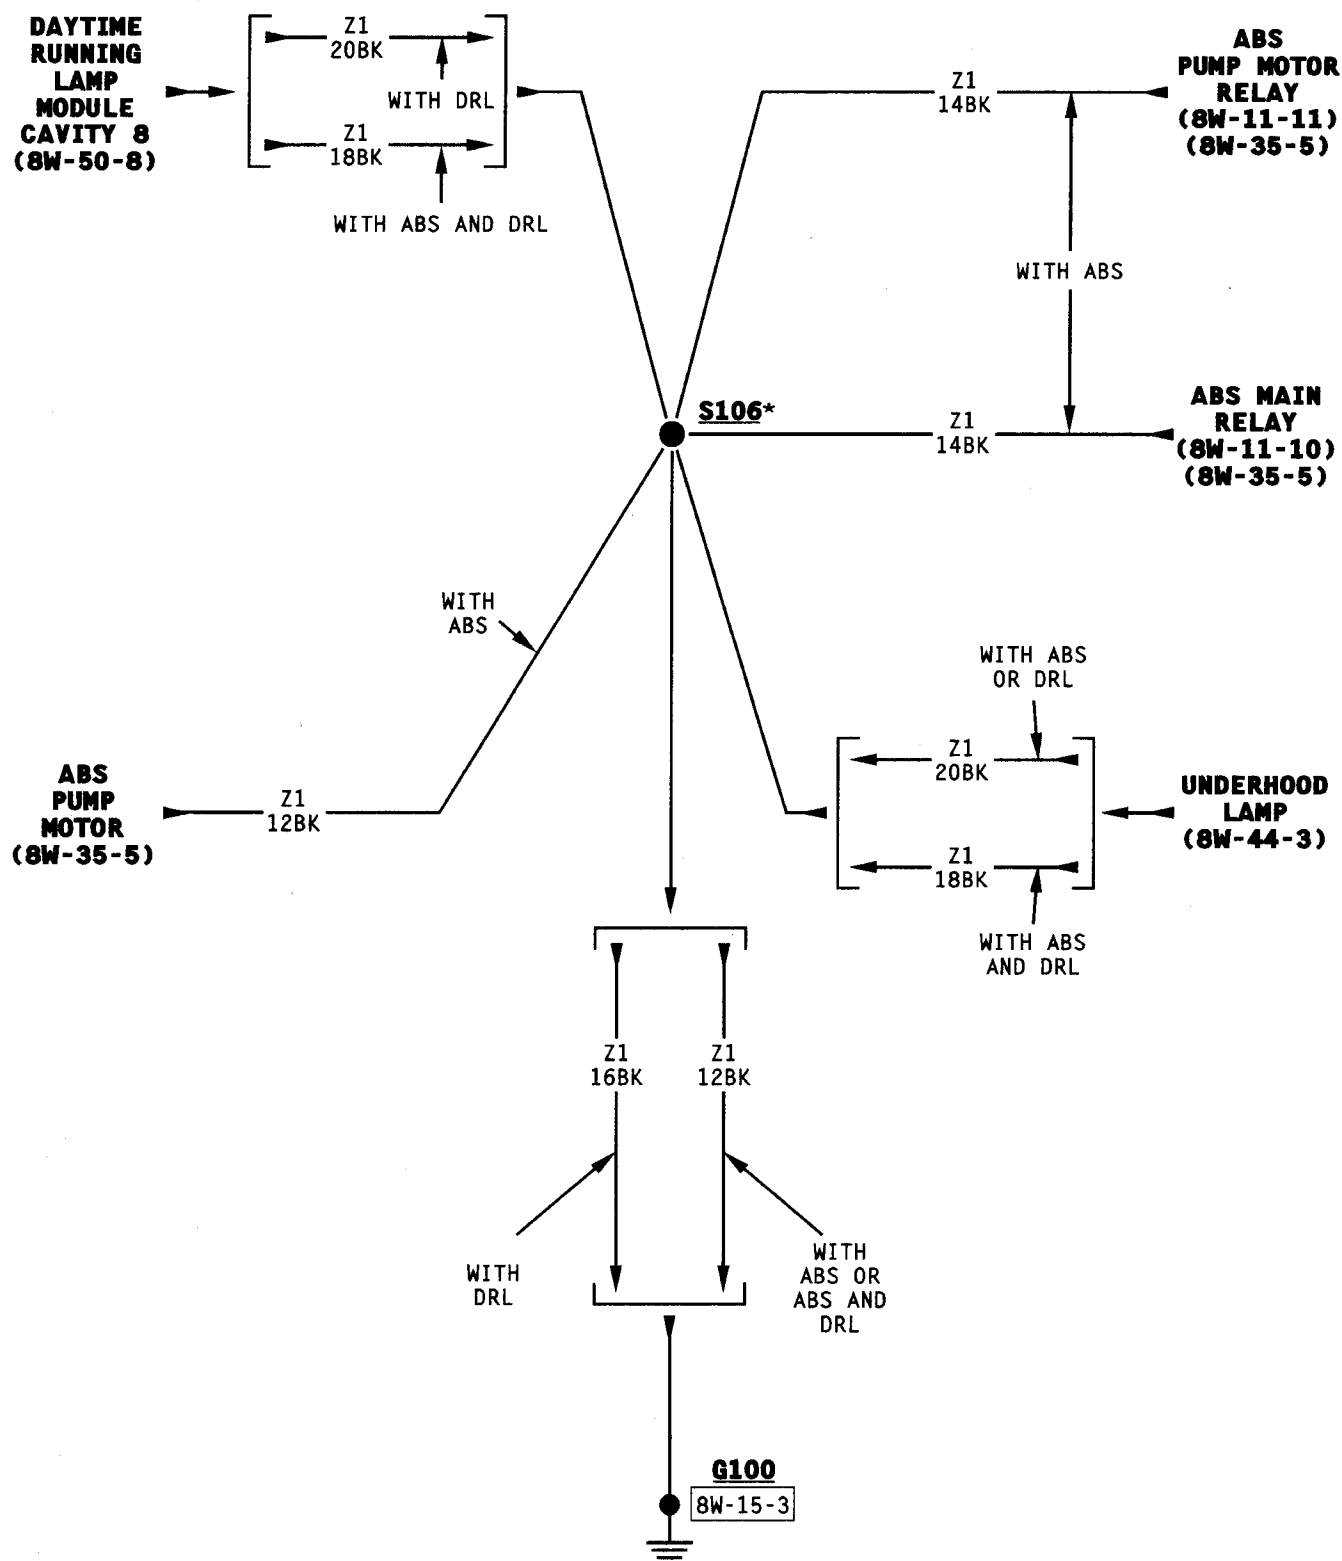 DAYTIME
RUNNING
LAMP
MODULE
CAVITY 8
(8W-50-8)
Z1
20BK
WITH DRL
Z1
18BK
WITH ABS AND DRL
Z1
14BK
ABS
PUMP MOTOR
RELAY
(8W-11-11)
(8W-35-5)
WITH ABS
S106*
Z1
14BK
ABS MAIN
RELAY
(8W-11-10)
(8W-35-5)
WITH
ABS
ABS
PUMP
MOTOR
(8W-35-5)
Z1
12BK
WITH ABS
OR DRL
Z1
20BK
Z1
18BK
WITH ABS
AND DRL
UNDERHOOD
LAMP
(8W-44-3)
Z1
16BK
Z1
12BK
WITH
DRL
WITH
ABS OR
ABS AND
DRL
G100
8W-15-3